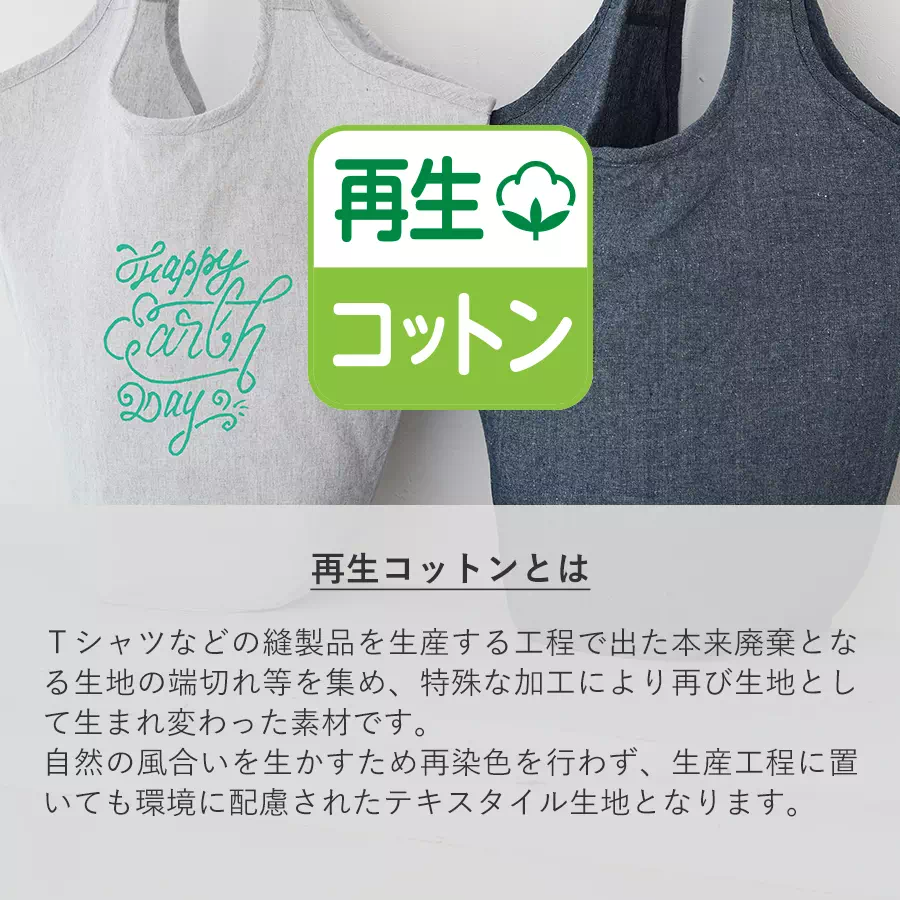 再生
コットン
Happy
Earth
Day
再生コットンとは
Ｔシャツなどの縫製品を生産する工程で出た本来廃棄とな
る生地の端切れ等を集め、特殊な加工により再び生地とし
て生まれ変わった素材です。
自然の風合いを生かすため再染色を行わず、生産工程に置
いても環境に配慮されたテキスタイル生地となります。